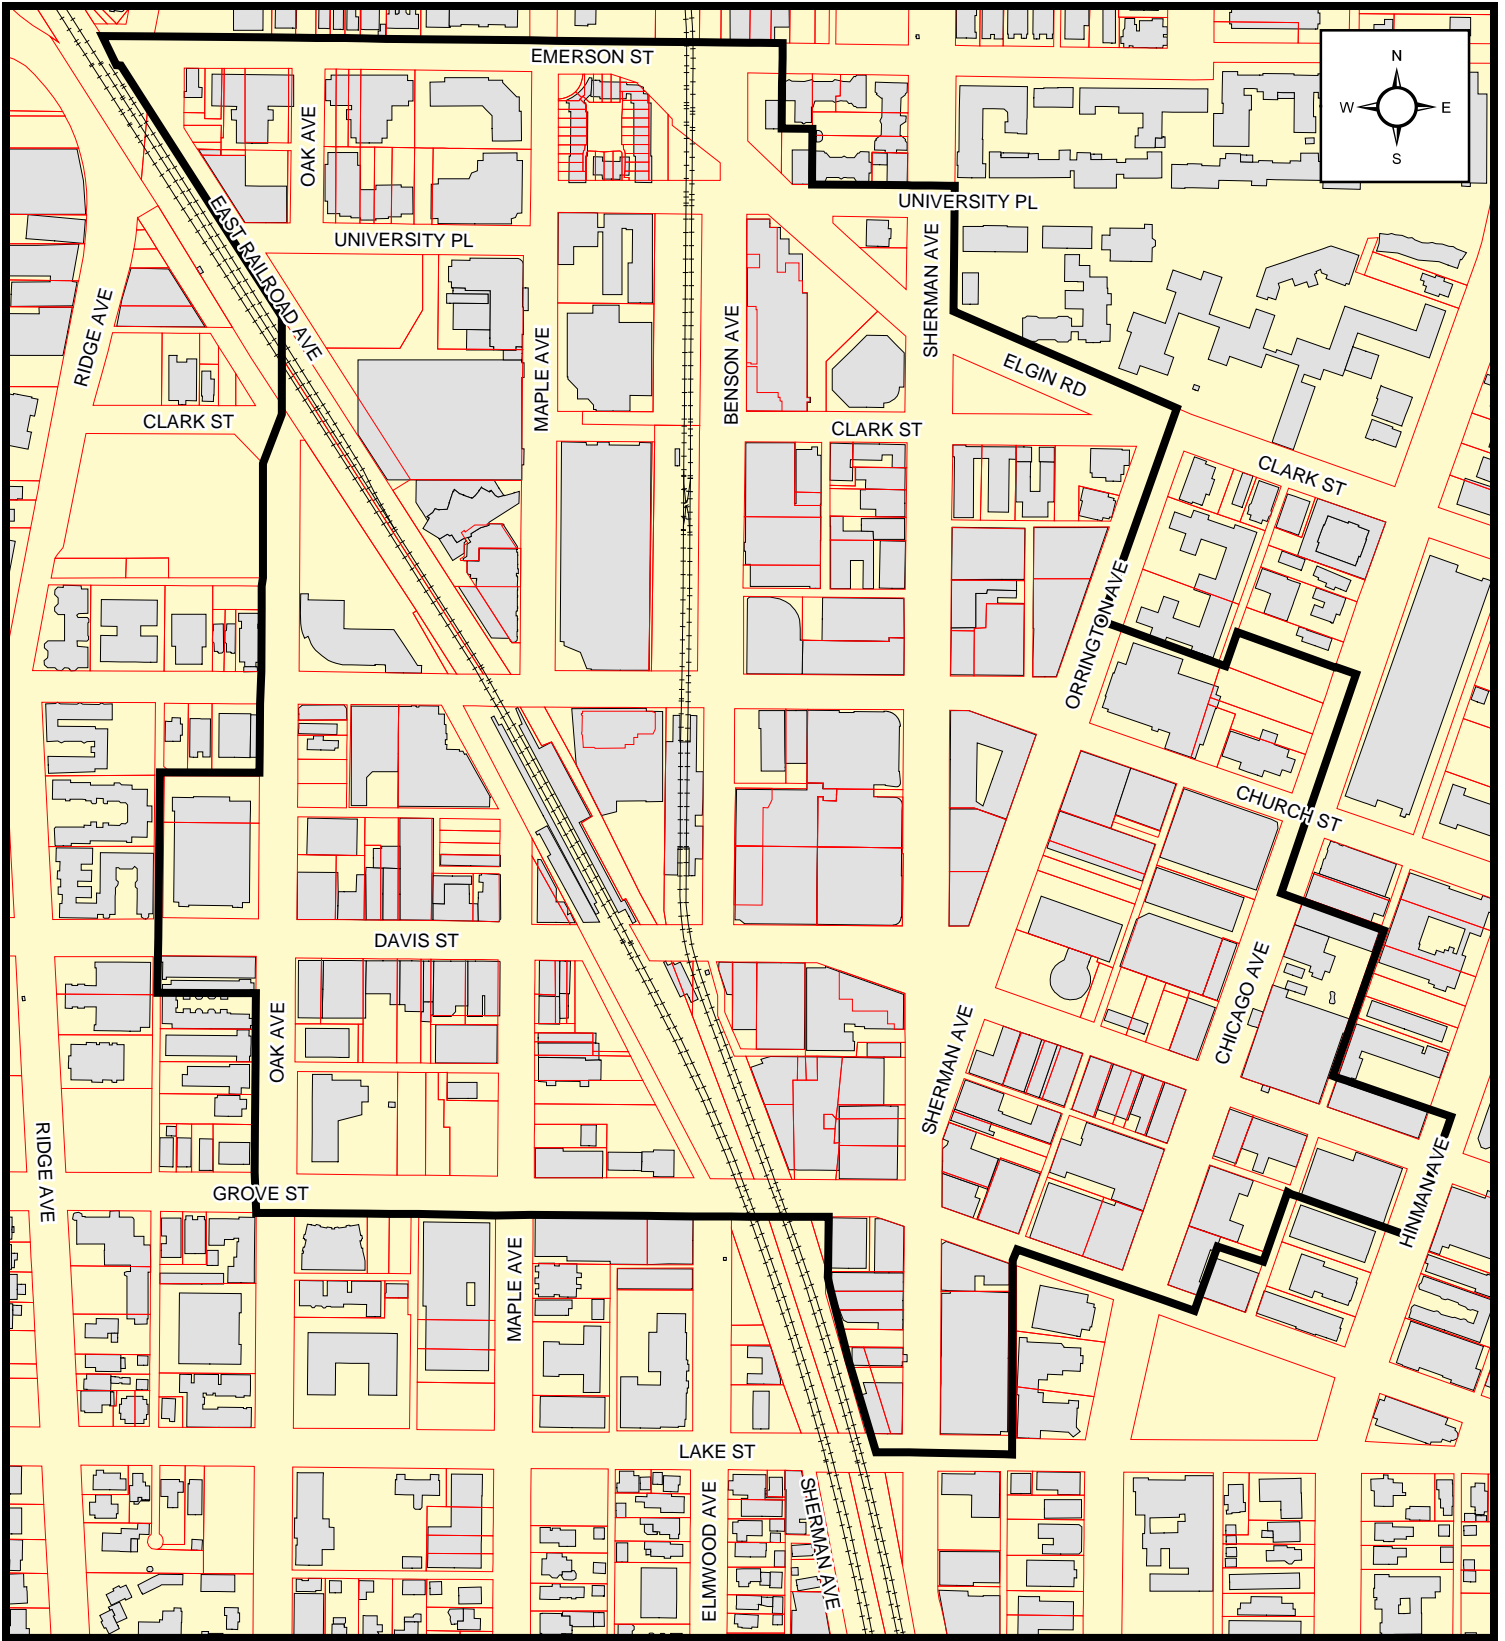 EMERSON ST
N
W
E
S
OAK AVE
UNIVERSITY PL
UNIVERSITY PL
EAST RAILROAD AVE
SHERMAN AVE
RIDGE AVE
MAPLE AVE
BENSON AVE
ELGIN RD
CLARK ST
CLARK ST
CLARK ST
ORRINGTON AVE
CHURCH ST
DAVIS ST
CHICAGO AVE
OAK AVE
SHERMAN AVE
RIDGE AVE
GROVE ST
HINMAN AVE
MAPLE AVE
LAKE ST
ELMWOOD AVE
SHERMAN AVE